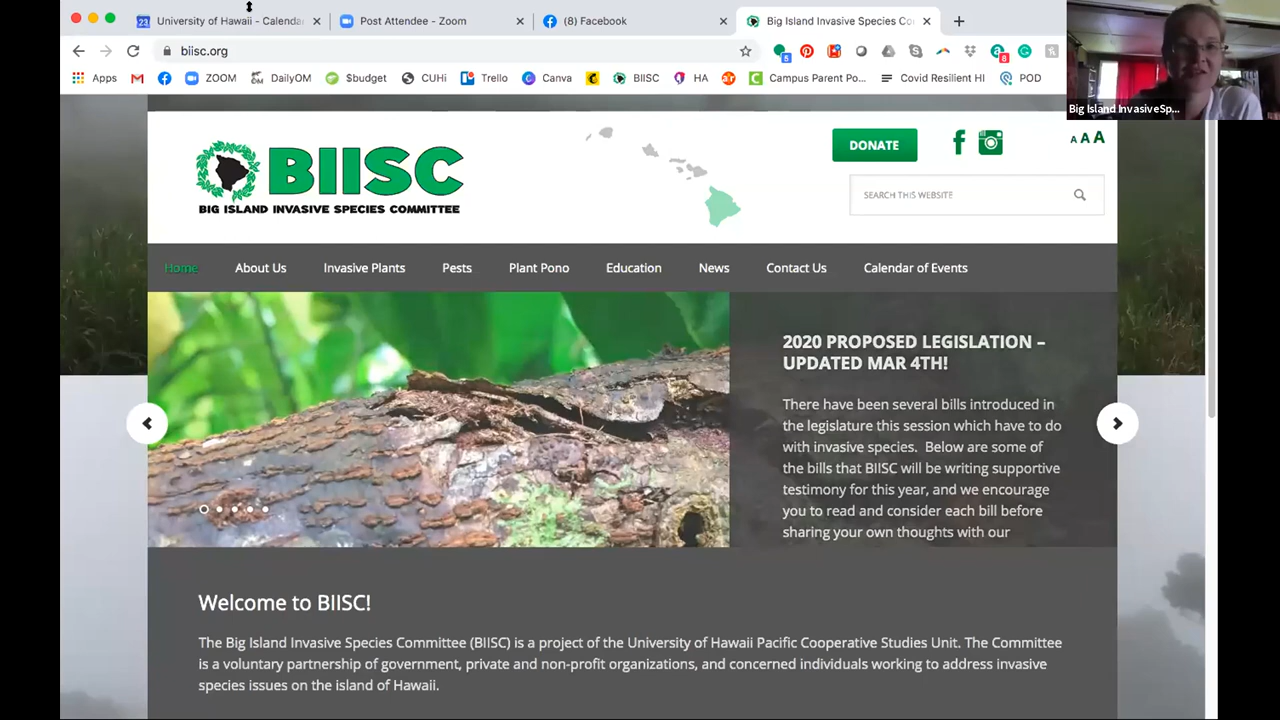 23 University of Hawaii - Calenda
Post Attendee - Zoom
(8) Facebook
Big Island Invasive Species Co
biisc.org
5
8
Apps
ZOOM
DailyOM
$budget
CUHi
Trello
Canva
BIISC
HA
Campus Parent Po...
Covid Resilient HI
POD
Big Island InvasiveSp...
BIISC
BIG ISLAND INVASIVE SPECIES COMMITTEE
DONATE
A A A
SEARCH THIS WEBSITE
Home
About Us
Invasive Plants
Pests
Plant Pono
Education
News
Contact Us
Calendar of Events
2020 PROPOSED LEGISLATION –
UPDATED MAR 4TH!
There have been several bills introduced in
the legislature this session which have to do
with invasive species. Below are some of
the bills that BIISC will be writing supportive
testimony for this year, and we encourage
you to read and consider each bill before
sharing your own thoughts with our
Welcome to BIISC!
The Big Island Invasive Species Committee (BIISC) is a project of the University of Hawaii Pacific Cooperative Studies Unit. The Committee
is a voluntary partnership of government, private and non-profit organizations, and concerned individuals working to address invasive
species issues on the island of Hawaii.